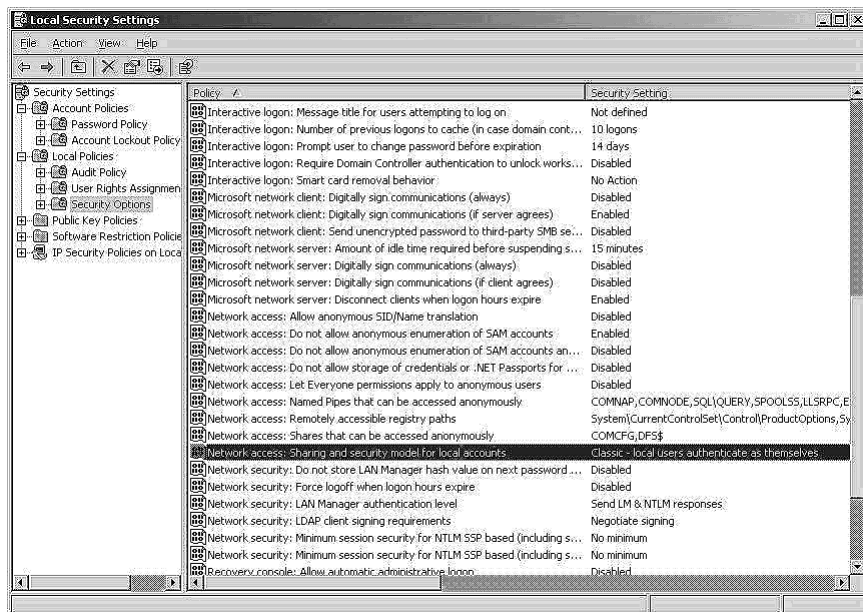 Local Security Settings
File Action View Help
Security Settings
Account Policies
Password Policy
Account Lockout Policy
Local Policies
Audit Policy
User Rights Assignmen
Security Options
Public Key Policies
Software Restriction Policie
IP Security Policies on Loca
Policy Security Setting
Interactive logon: Message title for users attempting to log on Not defined
Interactive logon: Number of previous logons to cache (in case domain cont... 10 logons
Interactive logon: Prompt user to change password before expiration 14 days
Interactive logon: Require Domain Controller authentication to unlock works... Disabled
Interactive logon: Smart card removal behavior No Action
Microsoft network client: Digitally sign communications (always) Disabled
Microsoft network client: Digitally sign communications (if server agrees) Enabled
Microsoft network client: Send unencrypted password to third-party SMB se... Disabled
Microsoft network server: Amount of idle time required before suspending s... 15 minutes
Microsoft network server: Digitally sign communications (always) Disabled
Microsoft network server: Digitally sign communications (if client agrees) Disabled
Microsoft network server: Disconnect clients when logon hours expire Enabled
Network access: Allow anonymous SID/Name translation Disabled
Network access: Do not allow anonymous enumeration of SAM accounts Enabled
Network access: Do not allow anonymous enumeration of SAM accounts an... Disabled
Network access: Do not allow storage of credentials or .NET Passports for ... Disabled
Network access: Let Everyone permissions apply to anonymous users Disabled
Network access: Named Pipes that can be accessed anonymously COMNAP,COMNODE,SQL\QUERY,SPOOLSS,LLSRPC,E
Network access: Remotely accessible registry paths System\CurrentControlSet\Control\ProductOptions,Sy
Network access: Shares that can be accessed anonymously COMCFG,DFS$
Network access: Sharing and security model for local accounts Classic - local users authenticate as themselves
Network security: Do not store LAN Manager hash value on next password ... Disabled
Network security: Force logoff when logon hours expire Disabled
Network security: LAN Manager authentication level Send LM & NTLM responses
Network security: LDAP client signing requirements Negotiate signing
Network security: Minimum session security for NTLM SSP based (including s... No minimum
Network security: Minimum session security for NTLM SSP based (including s... No minimum
Recovery console: Allow automatic administrative logon Disabled